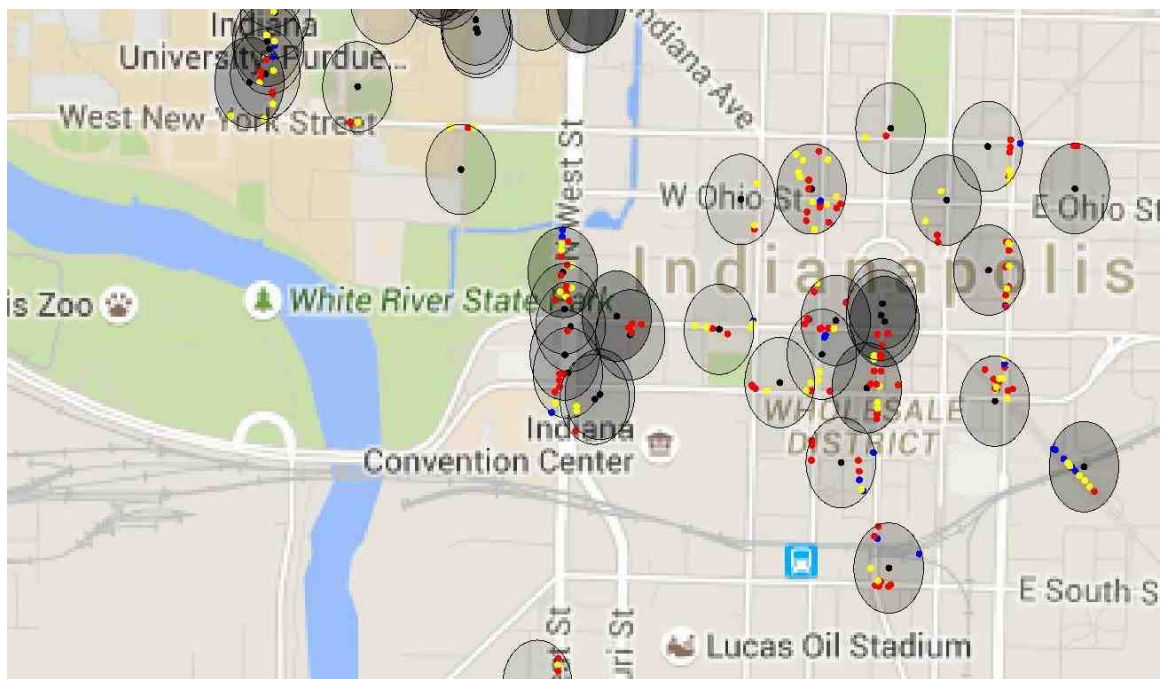 Indiana
University-Purdue...
Indiana Ave
West New York Street
N West St
W Ohio St
E Ohio St
Indianapolis
is Zoo
White River State Park
WHOLESALE
DISTRICT
Indiana
Convention Center
E South S
est St
uri St
Lucas Oil Stadium